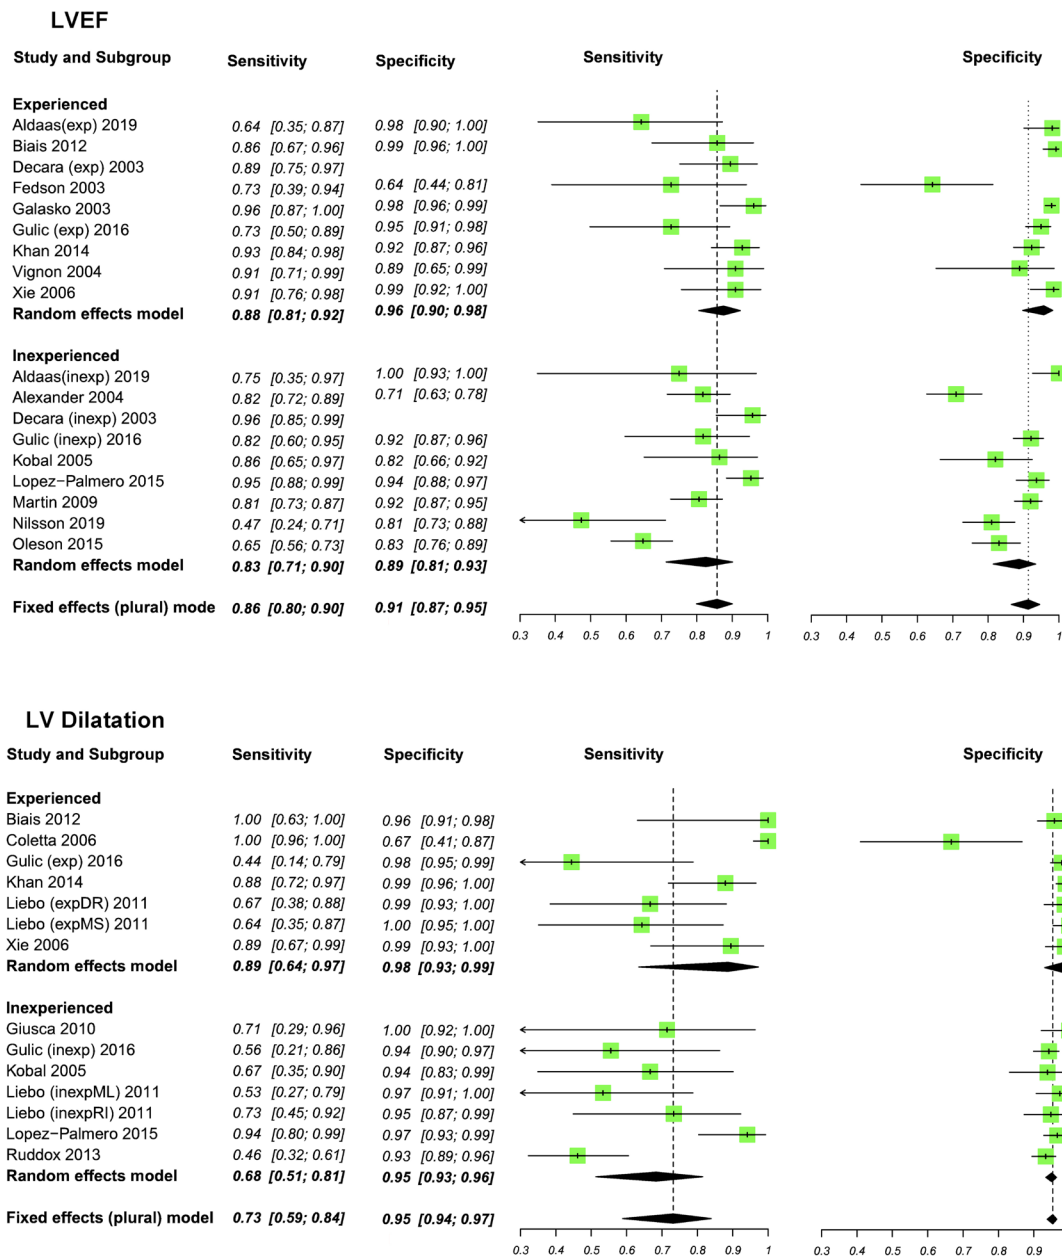 LVEF
Study and Subgroup Sensitivity Specificity Sensitivity Specificity
Experienced
Aldaas(exp) 2019 0.64 [0.35; 0.87] 0.98 [0.90; 1.00]
Biais 2012 0.86 [0.67; 0.96] 0.99 [0.96; 1.00]
Decara (exp) 2003 0.89 [0.75; 0.97]
Fedson 2003 0.73 [0.39; 0.94] 0.64 [0.44; 0.81]
Galasko 2003 0.96 [0.87; 1.00] 0.98 [0.96; 0.99]
Gulic (exp) 2016 0.73 [0.50; 0.89] 0.95 [0.91; 0.98]
Khan 2014 0.93 [0.84; 0.98] 0.92 [0.87; 0.96]
Vignon 2004 0.91 [0.71; 0.99] 0.89 [0.65; 0.99]
Xie 2006 0.91 [0.76; 0.98] 0.99 [0.92; 1.00]
Random effects model 0.88 [0.81; 0.92] 0.96 [0.90; 0.98]
Inexperienced
Aldaas(inexp) 2019 0.75 [0.35; 0.97] 1.00 [0.93; 1.00]
Alexander 2004 0.82 [0.72; 0.89] 0.71 [0.63; 0.78]
Decara (inexp) 2003 0.96 [0.85; 0.99]
Gulic (inexp) 2016 0.82 [0.60; 0.95] 0.92 [0.87; 0.96]
Kobal 2005 0.86 [0.65; 0.97] 0.82 [0.66; 0.92]
Lopez−Palmero 2015 0.95 [0.88; 0.99] 0.94 [0.88; 0.97]
Martin 2009 0.81 [0.73; 0.87] 0.92 [0.87; 0.95]
Nilsson 2019 0.47 [0.24; 0.71] 0.81 [0.73; 0.88]
Oleson 2015 0.65 [0.56; 0.73] 0.83 [0.76; 0.89]
Random effects model 0.83 [0.71; 0.90] 0.89 [0.81; 0.93]
Fixed effects (plural) mode 0.86 [0.80; 0.90] 0.91 [0.87; 0.95]
0.3 0.4 0.5 0.6 0.7 0.8 0.9 1 0.3 0.4 0.5 0.6 0.7 0.8 0.9 1
LV Dilatation
Study and Subgroup Sensitivity Specificity Sensitivity Specificity
Experienced
Biais 2012 1.00 [0.63; 1.00] 0.96 [0.91; 0.98]
Coletta 2006 1.00 [0.96; 1.00] 0.67 [0.41; 0.87]
Gulic (exp) 2016 0.44 [0.14; 0.79] 0.98 [0.95; 0.99]
Khan 2014 0.88 [0.72; 0.97] 0.99 [0.96; 1.00]
Liebo (expDR) 2011 0.67 [0.38; 0.88] 0.99 [0.93; 1.00]
Liebo (expMS) 2011 0.64 [0.35; 0.87] 1.00 [0.95; 1.00]
Xie 2006 0.89 [0.67; 0.99] 0.99 [0.93; 1.00]
Random effects model 0.89 [0.64; 0.97] 0.98 [0.93; 0.99]
Inexperienced
Giusca 2010 0.71 [0.29; 0.96] 1.00 [0.92; 1.00]
Gulic (inexp) 2016 0.56 [0.21; 0.86] 0.94 [0.90; 0.97]
Kobal 2005 0.67 [0.35; 0.90] 0.94 [0.83; 0.99]
Liebo (inexpML) 2011 0.53 [0.27; 0.79] 0.97 [0.91; 1.00]
Liebo (inexpRI) 2011 0.73 [0.45; 0.92] 0.95 [0.87; 0.99]
Lopez−Palmero 2015 0.94 [0.80; 0.99] 0.97 [0.93; 0.99]
Ruddox 2013 0.46 [0.32; 0.61] 0.93 [0.89; 0.96]
Random effects model 0.68 [0.51; 0.81] 0.95 [0.93; 0.96]
Fixed effects (plural) model 0.73 [0.59; 0.84] 0.95 [0.94; 0.97]
0.3 0.4 0.5 0.6 0.7 0.8 0.9 1 0.3 0.4 0.5 0.6 0.7 0.8 0.9